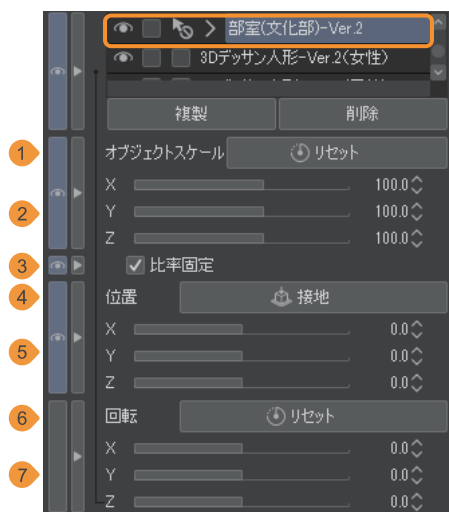 部室(文化部)-Ver.2
3Dデッサン人形-Ver.2(女性)
複製 削除
1 オブジェクトスケール リセット
X 100.0
2 Y 100.0
Z 100.0
3 比率固定
4 位置 接地
X 0.0
5 Y 0.0
Z 0.0
6 回転 リセット
X 0.0
7 Y 0.0
Z 0.0